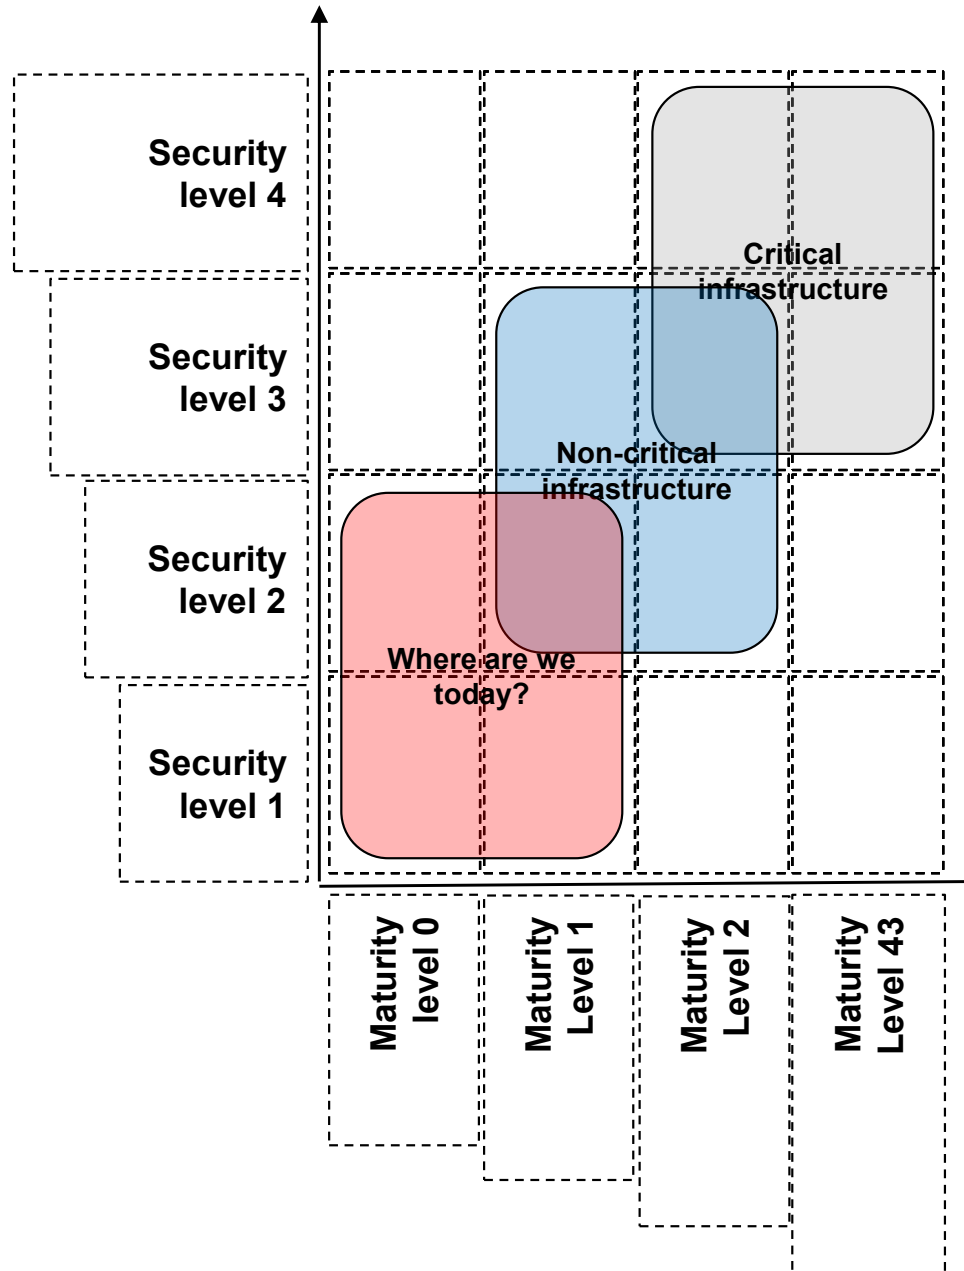 Security
level 4
Critical
infrastructure
Security
level 3
Non-critical
infrastructure
Security
level 2
Where are we
today?
Security
level 1
Maturity
level 0
Maturity
Level 1
Maturity
Level 2
Maturity
Level 43